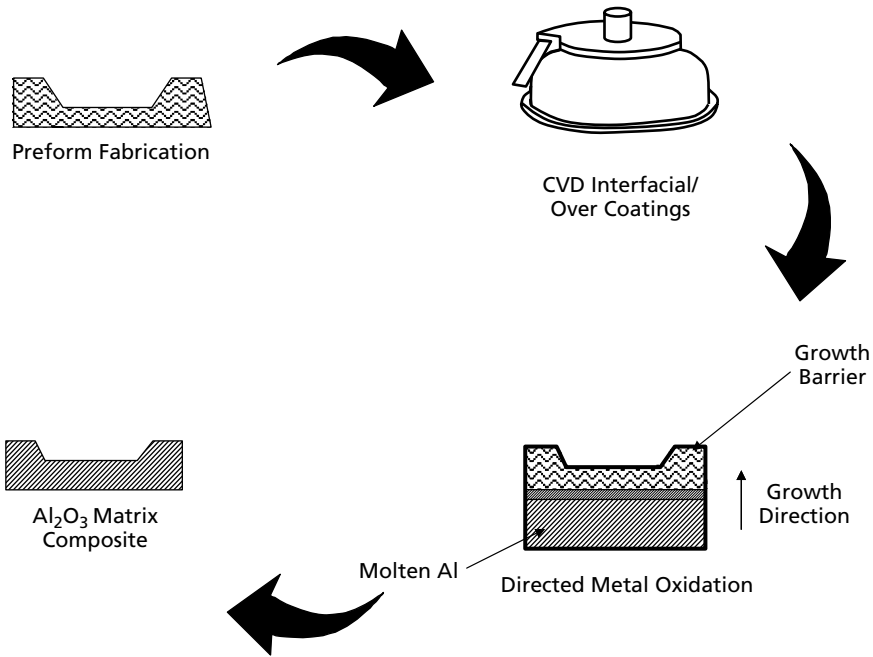 Preform Fabrication
CVD Interfacial/
Over Coatings
Growth
Barrier
Growth
Direction
Molten Al
Directed Metal Oxidation
Al₂O₃ Matrix
Composite